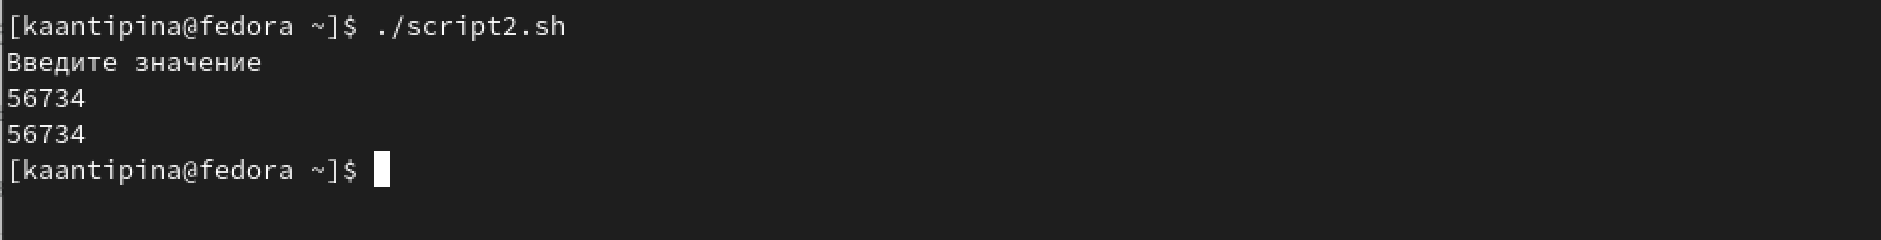 [kaantipina@fedora ~]$ ./script2.sh
Введите значение
56734
56734
[kaantipina@fedora ~]$